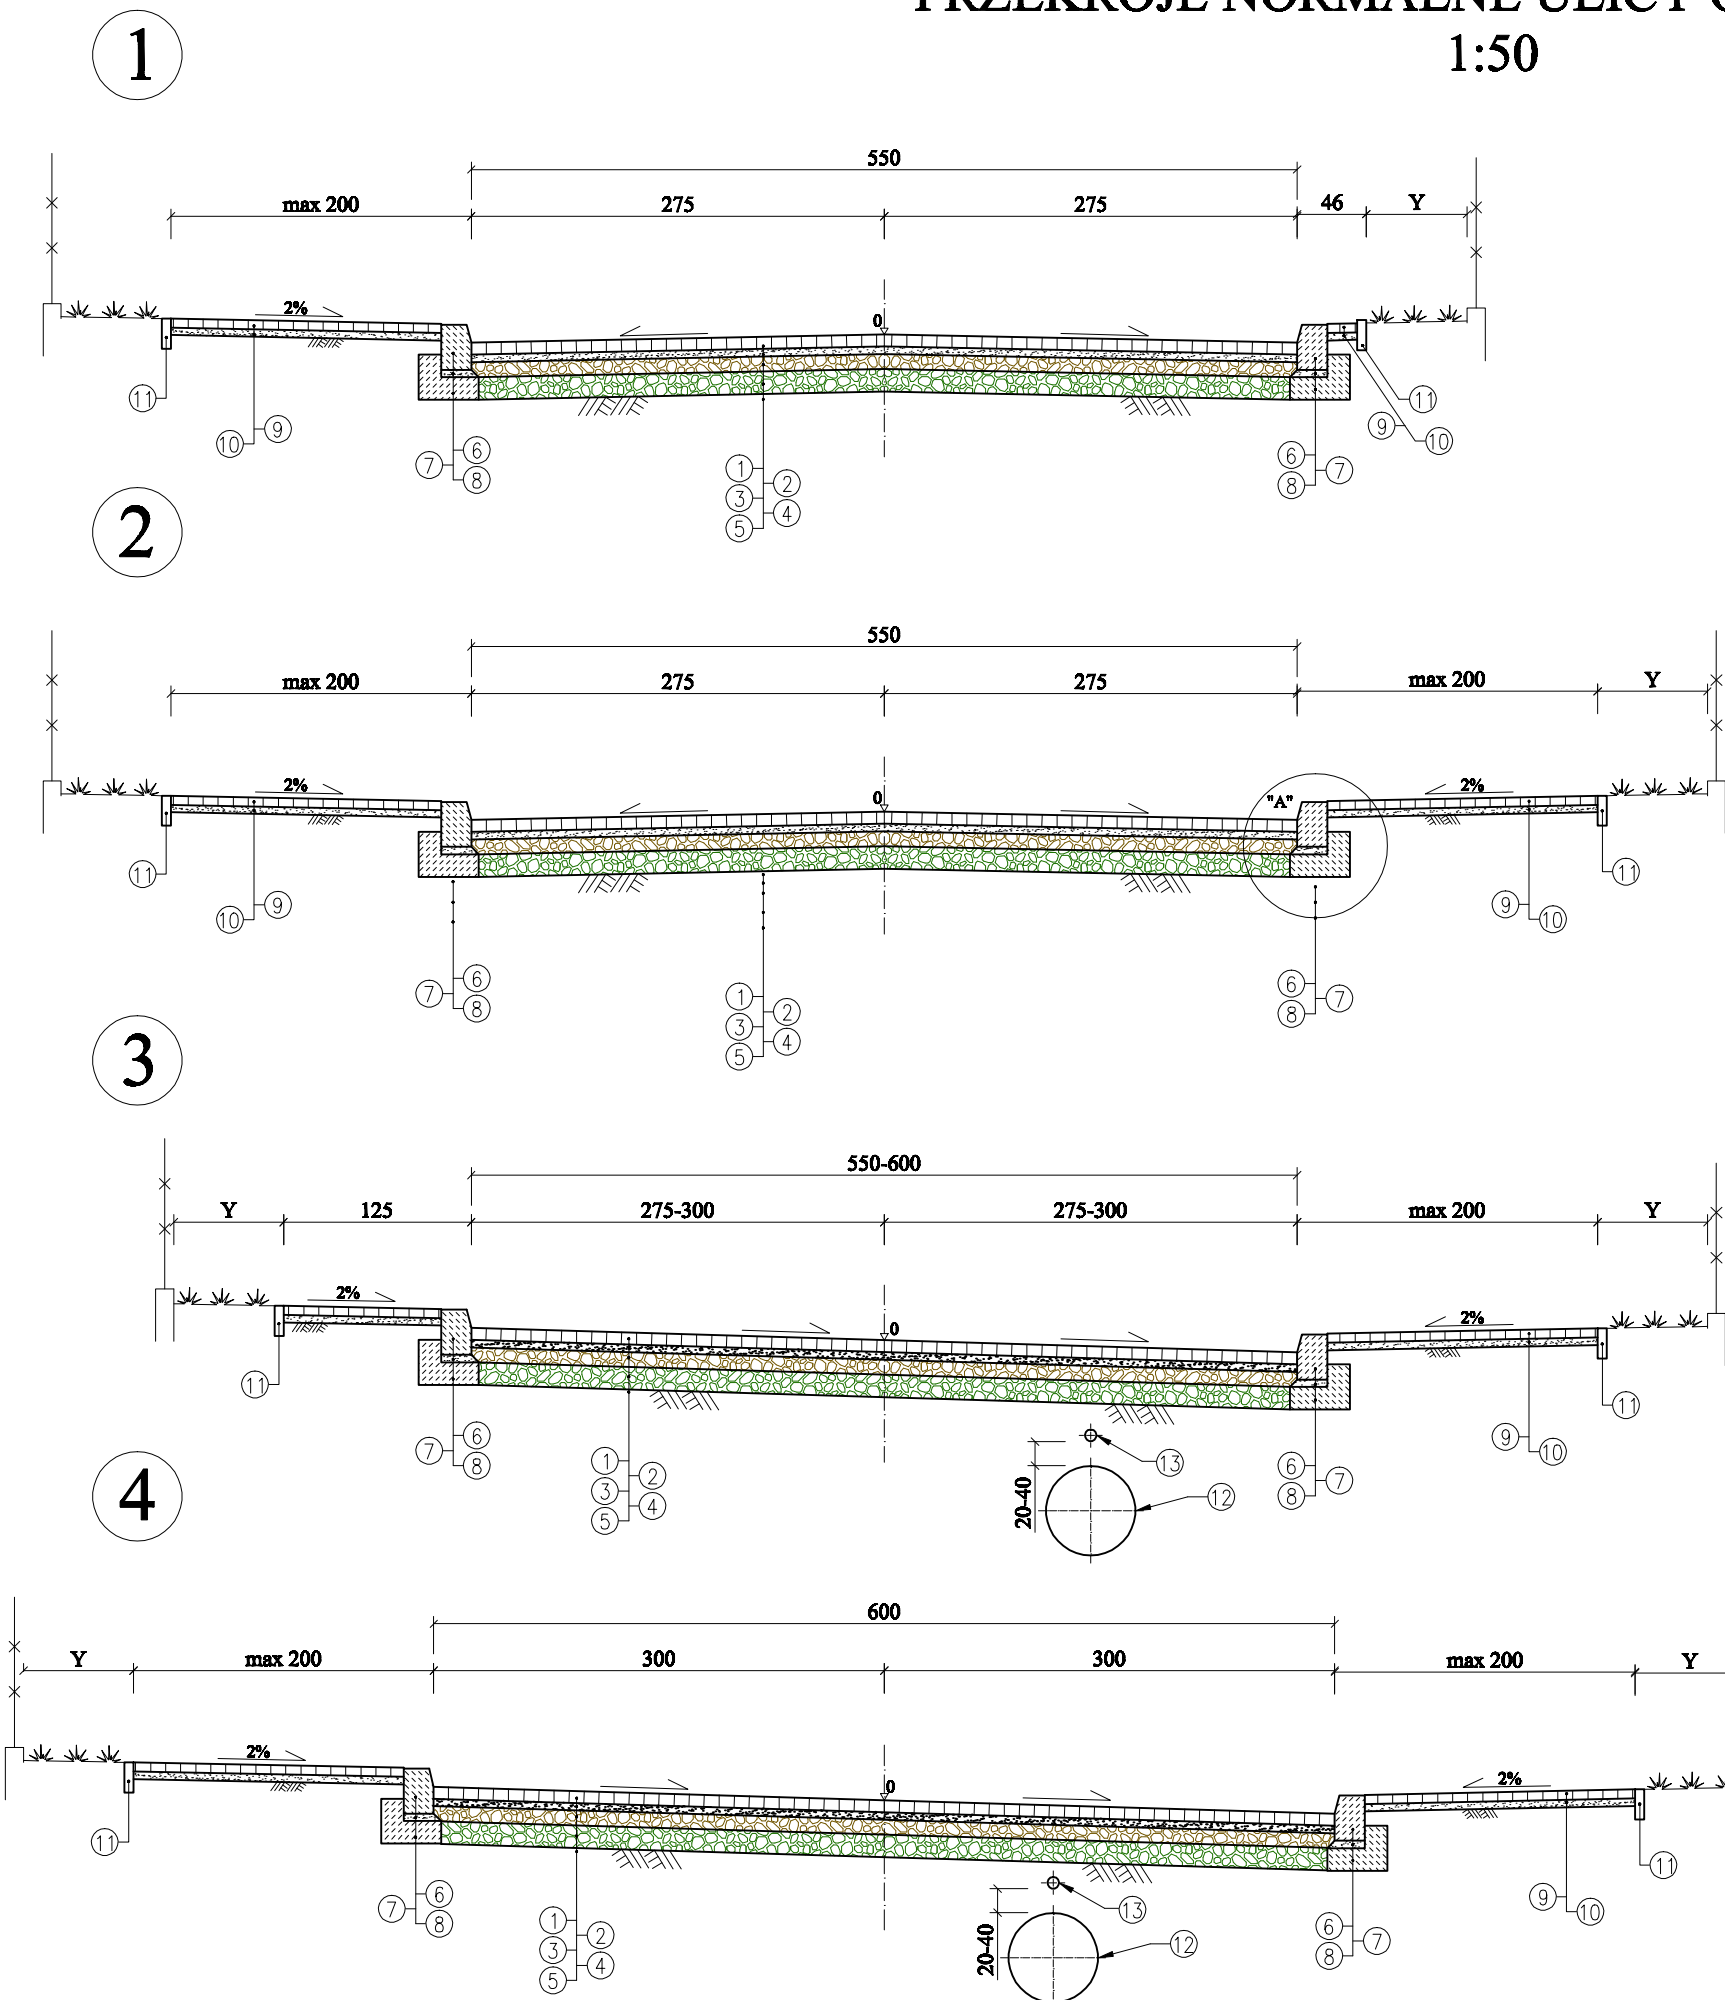 PRZEKROJE NORMALNE ULICY
1:50
1
550
max 200 275 275 46 Y
2% 0
11 10 9 7 6 8 1 2 3 4 5 6 7 8 9 11 10
2
550
max 200 275 275 max 200 Y
2% 0 "A" 2%
11 10 9 7 6 8 1 2 3 4 5 6 7 8 9 10 11
3
550-600
Y 125 275-300 275-300 max 200 Y
2% 0 2%
11 7 6 8 1 2 3 4 5 13 12 20-40 6 7 8 9 10 11
4
600
Y max 200 300 300 max 200 Y
2% 0 2%
11 7 6 8 1 2 3 4 5 13 12 20-40 6 7 8 9 10 11